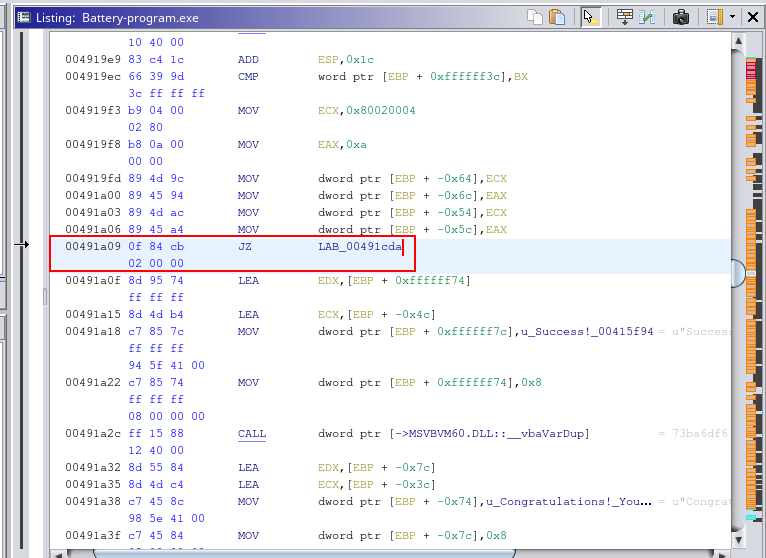 Listing: Battery-program.exe
10 40 00
004919e9 83 c4 1c ADD ESP,0x1c
004919ec 66 39 9d CMP word ptr [EBP + 0xffffff3c],BX
3c ff ff ff
004919f3 b9 04 00 MOV ECX,0x80020004
02 80
004919f8 b8 0a 00 MOV EAX,0xa
00 00
004919fd 89 4d 9c MOV dword ptr [EBP + -0x64],ECX
00491a00 89 45 94 MOV dword ptr [EBP + -0x6c],EAX
00491a03 89 4d ac MOV dword ptr [EBP + -0x54],ECX
00491a06 89 45 a4 MOV dword ptr [EBP + -0x5c],EAX
00491a09 0f 84 cb JZ LAB_00491cda
02 00 00
00491a0f 8d 95 74 LEA EDX,[EBP + 0xffffff74]
ff ff ff
00491a15 8d 4d b4 LEA ECX,[EBP + -0x4c]
00491a18 c7 85 7c MOV dword ptr [EBP + 0xffffff7c],u_Success!_00415f94 = u"Success
ff ff ff
94 5f 41 00
00491a22 c7 85 74 MOV dword ptr [EBP + 0xffffff74],0x8
ff ff ff
08 00 00 00
00491a2c ff 15 88 CALL dword ptr [->MSVBVM60.DLL::__vbaVarDup] = 73ba6df6
12 40 00
00491a32 8d 55 84 LEA EDX,[EBP + -0x7c]
00491a35 8d 4d c4 LEA ECX,[EBP + -0x3c]
00491a38 c7 45 8c MOV dword ptr [EBP + -0x74],u_Congratulations!_You... = u"Congrat
98 5e 41 00
00491a3f c7 45 84 MOV dword ptr [EBP + -0x7c],0x8